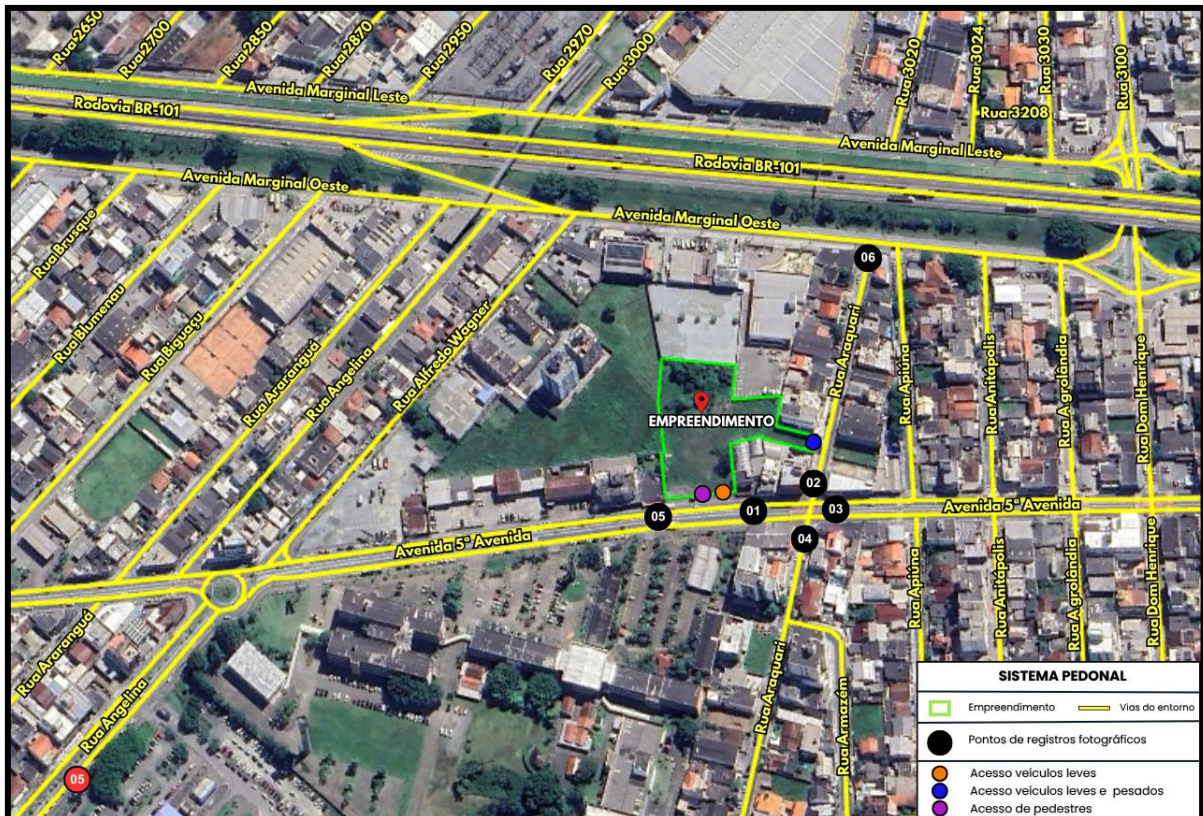 Rua 2650
Rua 2700
Rua 2850
Rua 2870
Rua 2950
Rua 2970
Rua 3000
Rua 3020
Rua 3024
Rua 3030
Rua 3100
Rua 3208
Avenida Marginal Leste
Rodovia BR-101
Avenida Marginal Leste
Rodovia BR-101
Avenida Marginal Oeste
Avenida Marginal Oeste
Rua Brusque
Rua Blumenau
Rua Biguaçu
Rua Araranguá
Rua Angelina
Rua Alfredo Wagner
06
Rua Araquari
Rua Apiúna
Rua Anitápolis
Rua Agrolândia
Rua Dom Henrique
EMPREENDIMENTO
02
01
03
05
04
Avenida 5ª Avenida
Avenida 5ª Avenida
Rua Araranguá
Rua Angelina
05
Rua Araquari
Rua Armazém
Rua Apiúna
Rua Anitápolis
Rua Agrolândia
Rua Dom Henrique
SISTEMA PEDONAL
Empreendimento
Vias do entorno
Pontos de registros fotográficos
Acesso veículos leves
Acesso veículos leves e pesados
Acesso de pedestres